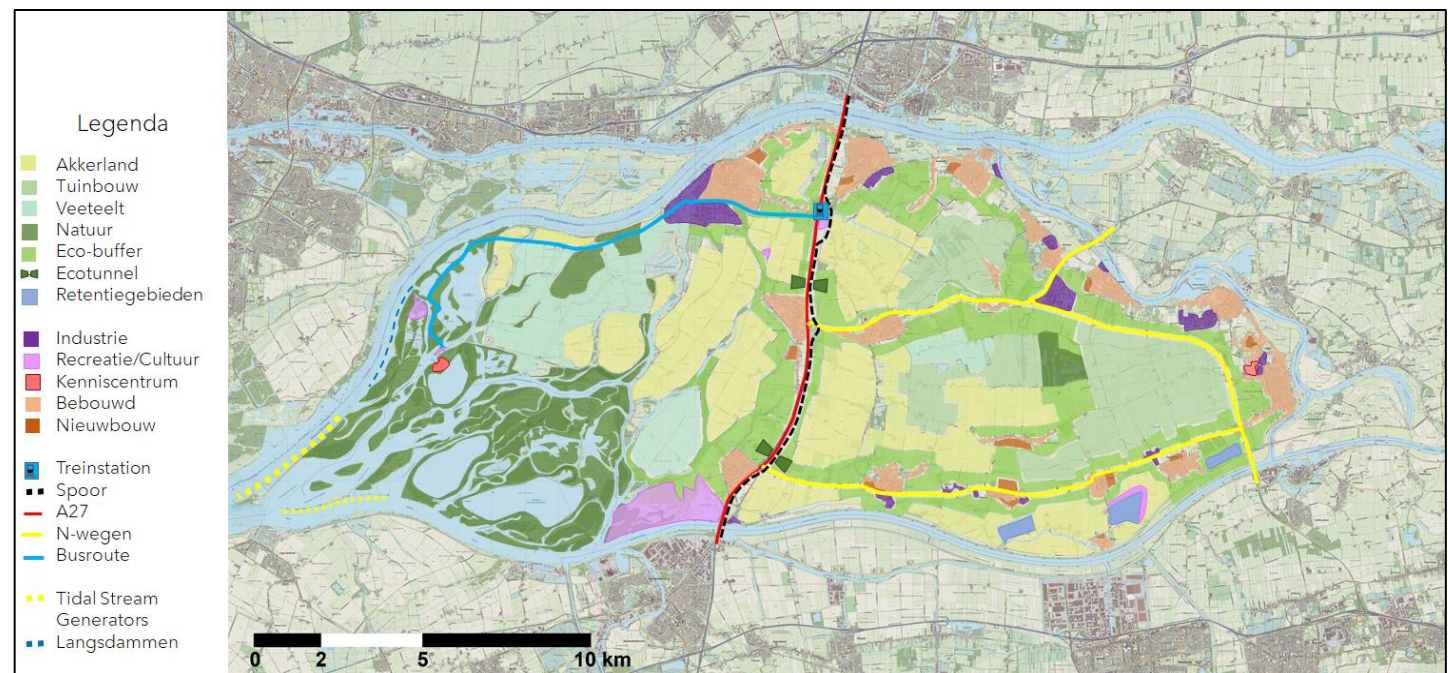 Legenda
Akkerland
Tuinbouw
Veeteelt
Natuur
Eco-buffer
Ecotunnel
Retentiegebieden
Industrie
Recreatie/Cultuur
Kenniscentrum
Bebouwd
Nieuwbouw
Treinstation
Spoor
A27
N-wegen
Busroute
Tidal Stream
Generators
Langsdammen
0 2 5 10 km